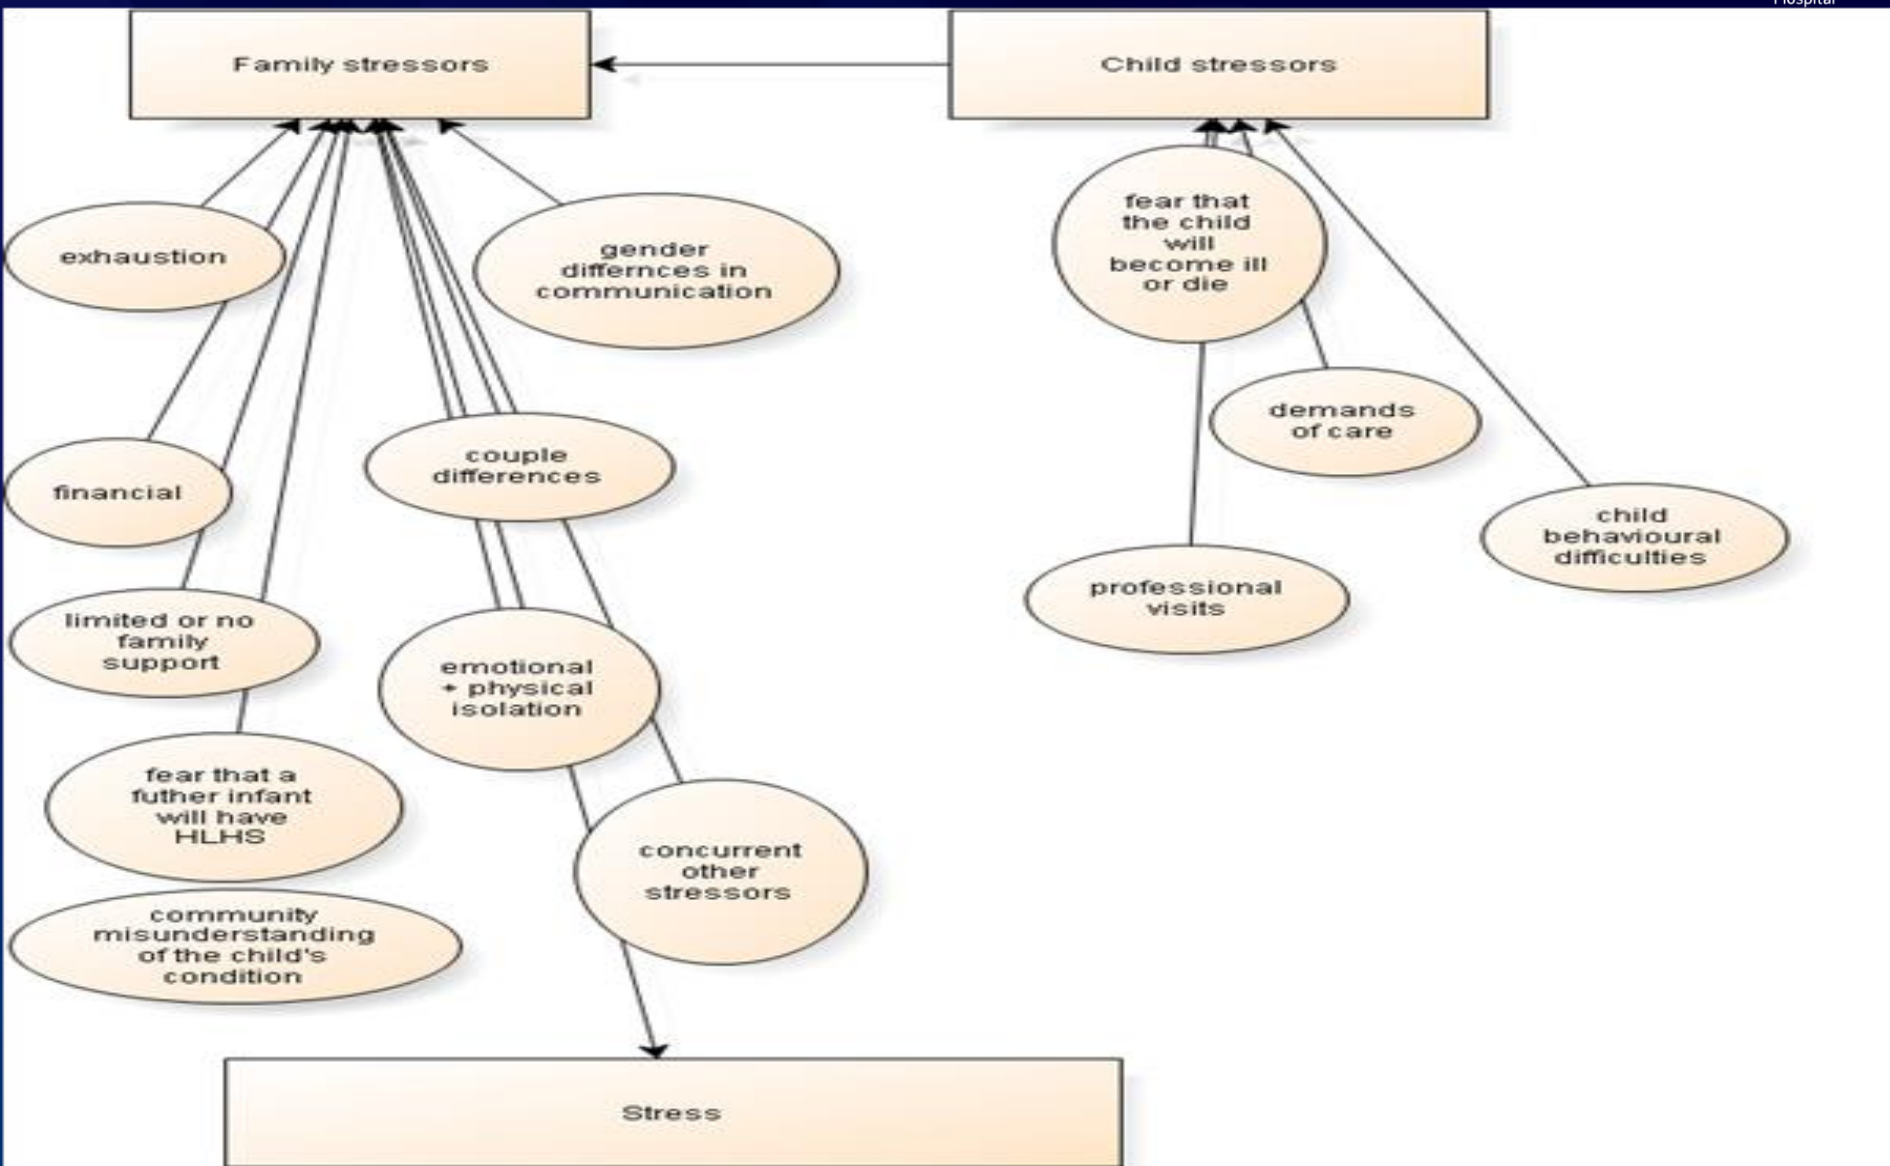 Hospital
Family stressors
Child stressors
exhaustion
gender
differnces in
communication
fear that
the child
will
become ill
or die
demands
of care
financial
couple
differences
child
behavioural
difficulties
professional
visits
limited or no
family
support
emotional
+ physical
isolation
fear that a
futher infant
will have
HLHS
concurrent
other
stressors
community
misunderstanding
of the child's
condition
Stress